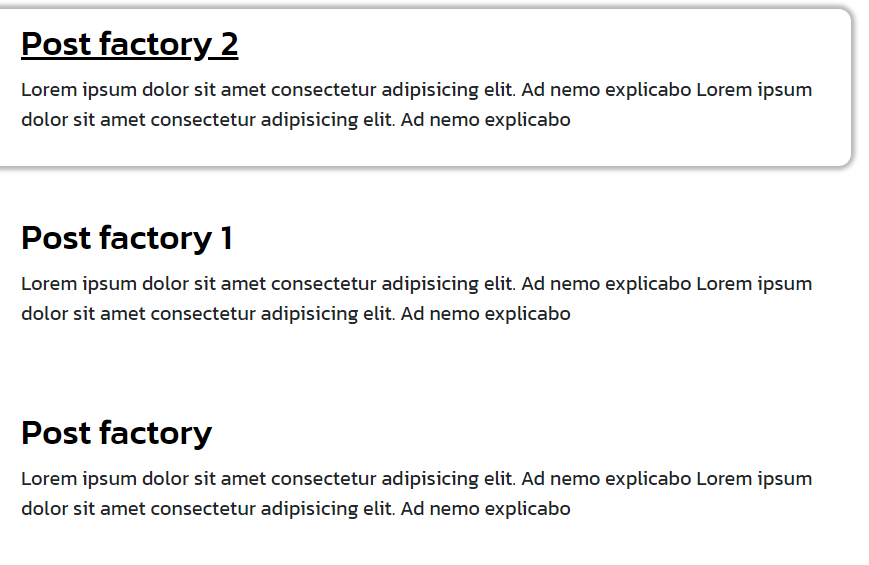 Post factory 2
Lorem ipsum dolor sit amet consectetur adipisicing elit. Ad nemo explicabo Lorem ipsum
dolor sit amet consectetur adipisicing elit. Ad nemo explicabo
Post factory 1
Lorem ipsum dolor sit amet consectetur adipisicing elit. Ad nemo explicabo Lorem ipsum
dolor sit amet consectetur adipisicing elit. Ad nemo explicabo
Post factory
Lorem ipsum dolor sit amet consectetur adipisicing elit. Ad nemo explicabo Lorem ipsum
dolor sit amet consectetur adipisicing elit. Ad nemo explicabo